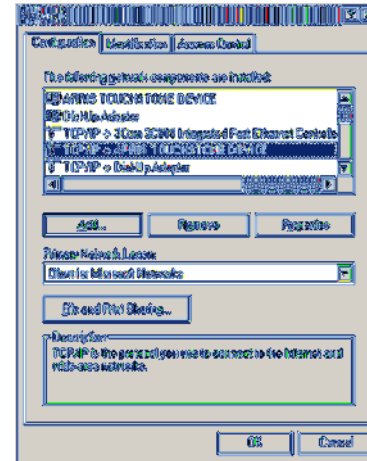 Configuration Identification Access Control
The following network components are installed:
ARRIS TOUCHSTONE DEVICE
Dial-Up Adapter
TCP/IP -> 3Com 3C905 Integrated Fast Ethernet Controlle
TCP/IP -> ARRIS TOUCHSTONE DEVICE
TCP/IP -> Dial-Up Adapter
Add... Remove Properties
Primary Network Logon:
Client for Microsoft Networks
File and Print Sharing...
Description
TCP/IP is the protocol you use to connect to the Internet and
wide-area networks.
OK Cancel